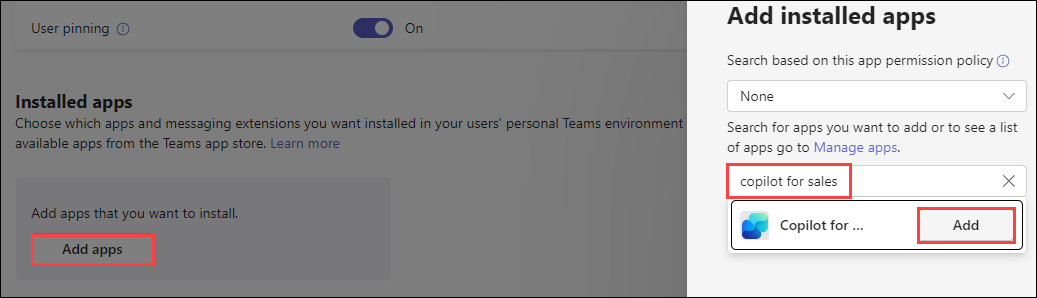 User pinning
On
Installed apps
Choose which apps and messaging extensions you want installed in your users' personal Teams environment
available apps from the Teams app store. Learn more
Add apps that you want to install.
Add apps
Add installed apps
Search based on this app permission policy
None
Search for apps you want to add or to see a list
of apps go to Manage apps.
copilot for sales
Copilot for ...
Add